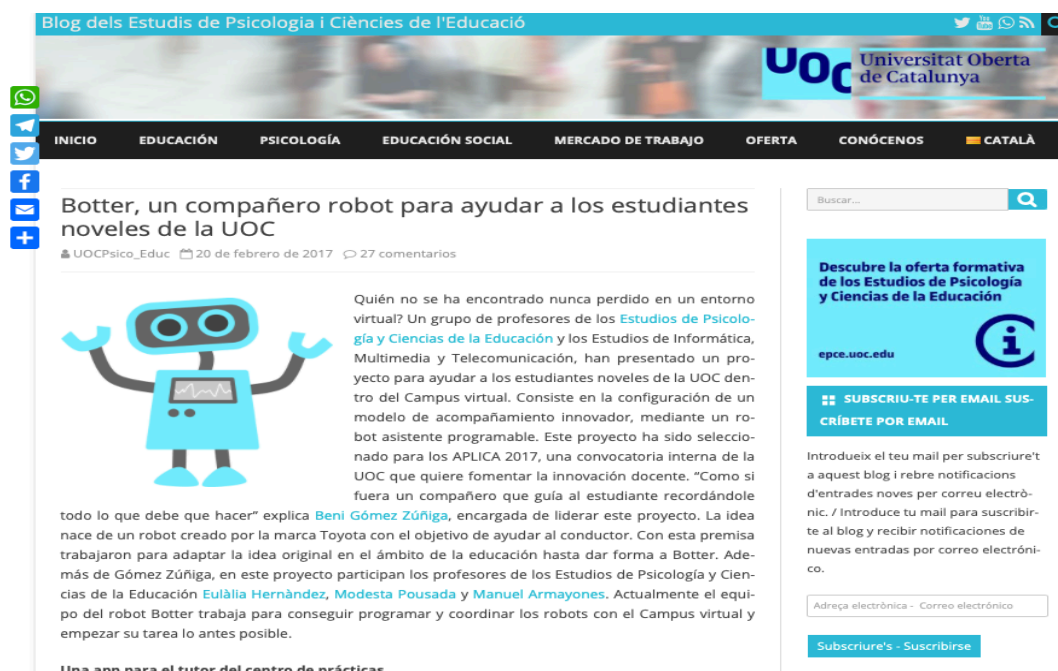 Blog dels Estudis de Psicologia i Ciències de l'Educació
UOC Universitat Oberta
de Catalunya
INICIO EDUCACIÓN PSICOLOGÍA EDUCACIÓN SOCIAL MERCADO DE TRABAJO OFERTA CONÓCENOS CATALÀ
Botter, un compañero robot para ayudar a los estudiantes
noveles de la UOC
UOCPsico_Educ 20 de febrero de 2017 27 comentarios
Quién no se ha encontrado nunca perdido en un entorno
virtual? Un grupo de profesores de los Estudios de Psicolo-
gía y Ciencias de la Educación y los Estudios de Informática,
Multimedia y Telecomunicación, han presentado un pro-
yecto para ayudar a los estudiantes noveles de la UOC den-
tro del Campus virtual. Consiste en la configuración de un
modelo de acompañamiento innovador, mediante un ro-
bot asistente programable. Este proyecto ha sido seleccio-
nado para los APLICA 2017, una convocatoria interna de la
UOC que quiere fomentar la innovación docente. “Como si
fuera un compañero que guía al estudiante recordándole
todo lo que debe que hacer” explica Beni Gómez Zúñiga, encargada de liderar este proyecto. La idea
nace de un robot creado por la marca Toyota con el objetivo de ayudar al conductor. Con esta premisa
trabajaron para adaptar la idea original en el ámbito de la educación hasta dar forma a Botter. Ade-
más de Gómez Zúñiga, en este proyecto participan los profesores de los Estudios de Psicología y Cien-
cias de la Educación Eulàlia Hernàndez, Modesta Pousada y Manuel Armayones. Actualmente el equi-
po del robot Botter trabaja para conseguir programar y coordinar los robots con el Campus virtual y
empezar su tarea lo antes posible.
Una app para el tutor del centro de prácticas
Buscar...
Descubre la oferta formativa
de los Estudios de Psicología
y Ciencias de la Educación
epce.uoc.edu
SUBSCRIU-TE PER EMAIL SUS-
CRÍBETE POR EMAIL
Introdueix el teu mail per subscriure't
a aquest blog i rebre notificacions
d'entrades noves per correu electrò-
nic. / Introduce tu mail para suscribir-
te al blog y recibir notificaciones de
nuevas entradas por correo electróni-
co.
Adreça electrònica - Correo electrónico
Subscriure's - Suscribirse